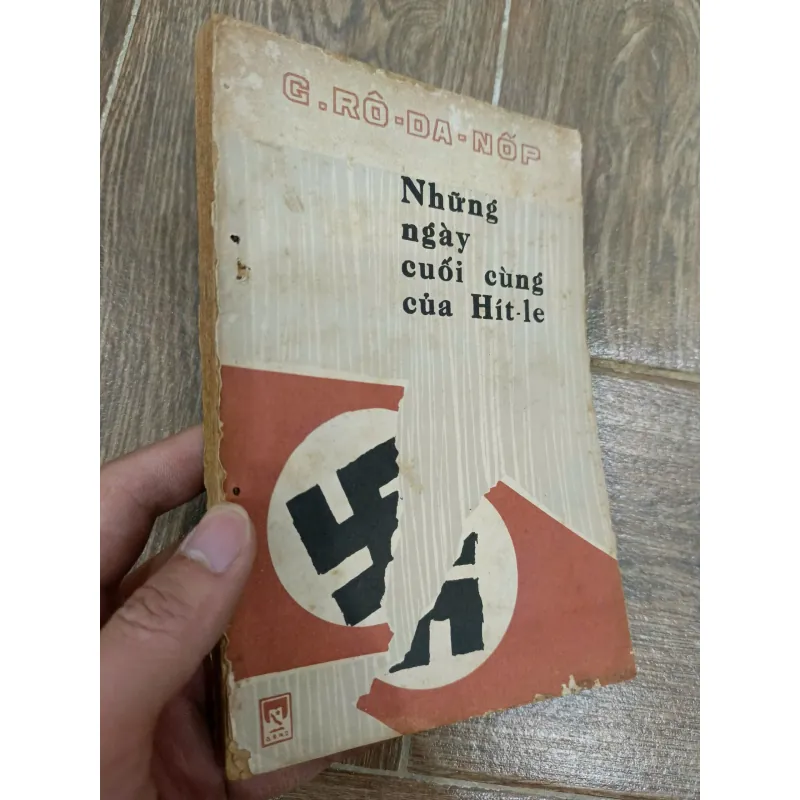 G. RÔ-DA-NỐP
Những
ngày
cuối cùng
của Hít-le